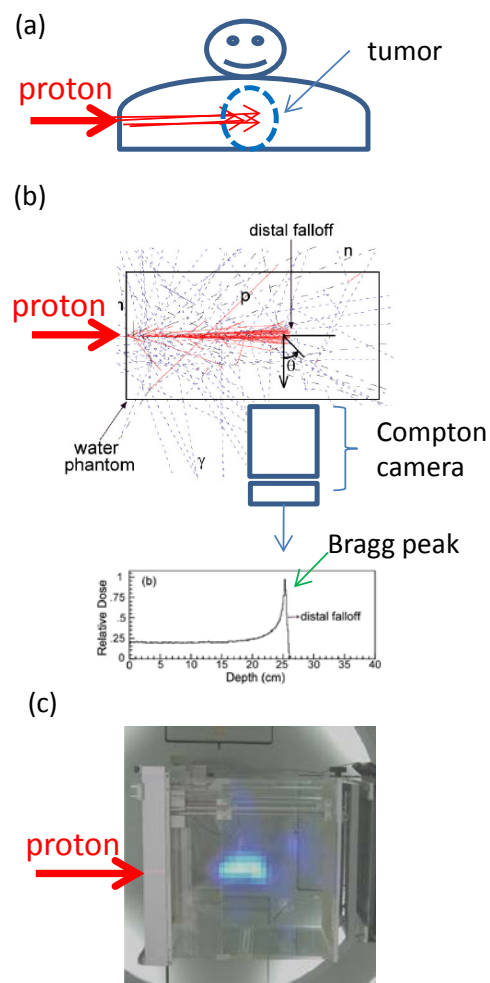 (a)
tumor
proton
(b)
distal falloff
n
p
proton
θ
water
phantom
γ
Compton
camera
Bragg peak
1
.75
.5
.25
0
Relative Dose
(b)
distal falloff
0 5 10 15 20 25 30 35 40
Depth (cm)
(c)
proton